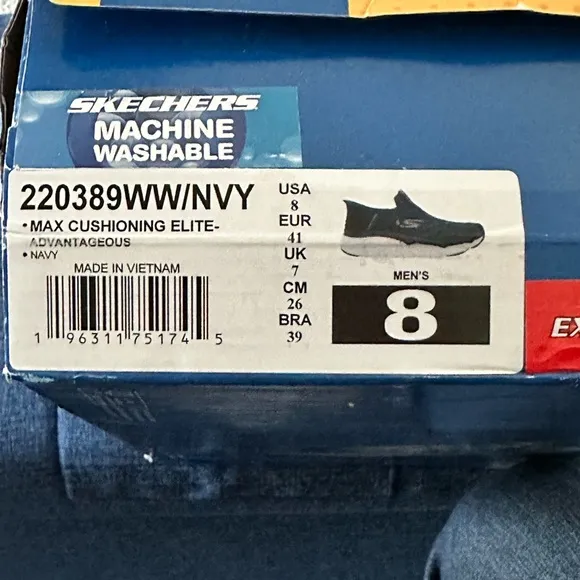 SKECHERS
MACHINE
WASHABLE
220389WW/NVY
• MAX CUSHIONING ELITE-
ADVANTAGEOUS
• NAVY
MADE IN VIETNAM
1 96311 75174 5
USA
8
EUR
41
UK
7
CM
26
BRA
39
MEN'S
8
EX